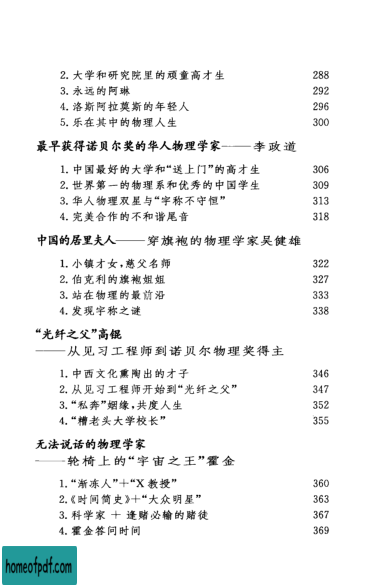 2. 大学和研究院里的顽童高才生 288
3. 永远的阿琳 292
4. 洛斯阿拉莫斯的年轻人 296
5. 乐在其中的物理人生 300
最早获得诺贝尔奖的华人物理学家——李政道
1. 中国最好的大学和“送上门”的高才生 306
2. 世界第一的物理系和优秀的中国学生 309
3. 华人物理双星与“宇称不守恒” 313
4. 完美合作的不和谐尾音 318
中国的居里夫人——穿旗袍的物理学家吴健雄
1. 小镇才女,慈父名师 322
2. 伯克利的旗袍姐姐 327
3. 站在物理的最前沿 333
4. 发现宇称之谜 338
“光纤之父”高锟
——从见习工程师到诺贝尔物理奖得主
1. 中西文化熏陶出的才子 346
2. 从见习工程师开始到“光纤之父” 347
3. “私奔”姻缘,共度人生 352
4. “糟老头大学校长” 355
无法说话的物理学家
——轮椅上的“宇宙之王”霍金
1. “渐冻人”+“X 教授” 360
2. 《时间简史》+“大众明星” 363
3. 科学家 + 逢赌必输的赌徒 367
4. 霍金答问时间 369
homeofpdf.com